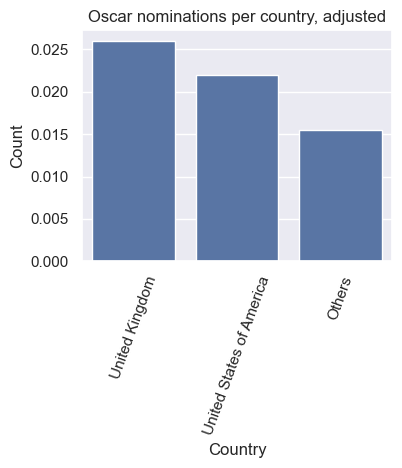 Oscar nominations per country, adjusted
0.025
0.020
0.015
0.010
0.005
0.000
Count
United Kingdom
United States of America
Others
Country